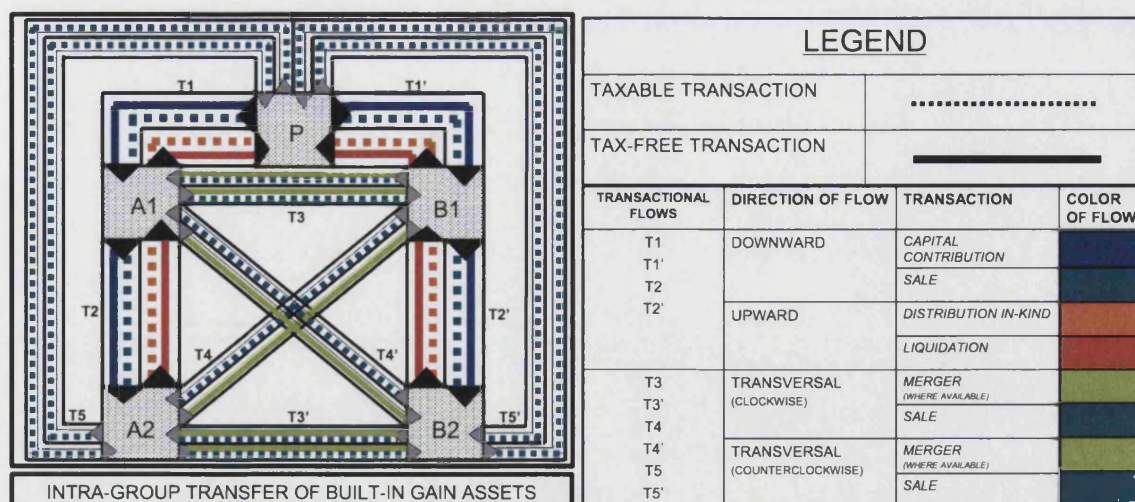 T1
T1'
P
A1
B1
T3
T2
T2'
T4
T4'
T5
T3'
T5'
A2
B2
INTRA-GROUP TRANSFER OF BUILT-IN GAIN ASSETS
LEGEND
TAXABLE TRANSACTION
TAX-FREE TRANSACTION
TRANSACTIONAL FLOWS
DIRECTION OF FLOW
TRANSACTION
COLOR OF FLOW
T1
T1'
T2
T2'
DOWNWARD
CAPITAL CONTRIBUTION
SALE
UPWARD
DISTRIBUTION IN-KIND
LIQUIDATION
T3
T3'
T4
T4'
T5
T5'
TRANSVERSAL
(CLOCKWISE)
MERGER
(WHERE AVAILABLE)
SALE
TRANSVERSAL
(COUNTERCLOCKWISE)
MERGER
(WHERE AVAILABLE)
SALE